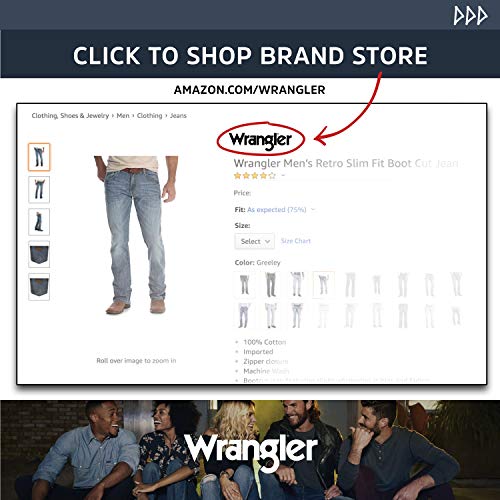 CLICK TO SHOP BRAND STORE
AMAZON.COM/WRANGLER
Clothing, Shoes & Jewelry › Men › Clothing › Jeans
Wrangler
Wrangler Men's Retro Slim Fit Boot Cut Jean
Price:
Fit: As expected (75%)
Size:
Select
Size Chart
Color: Greeley
• 100% Cotton
• Imported
• Zipper closure
• Machine Wash
Roll over image to zoom in
Wrangler